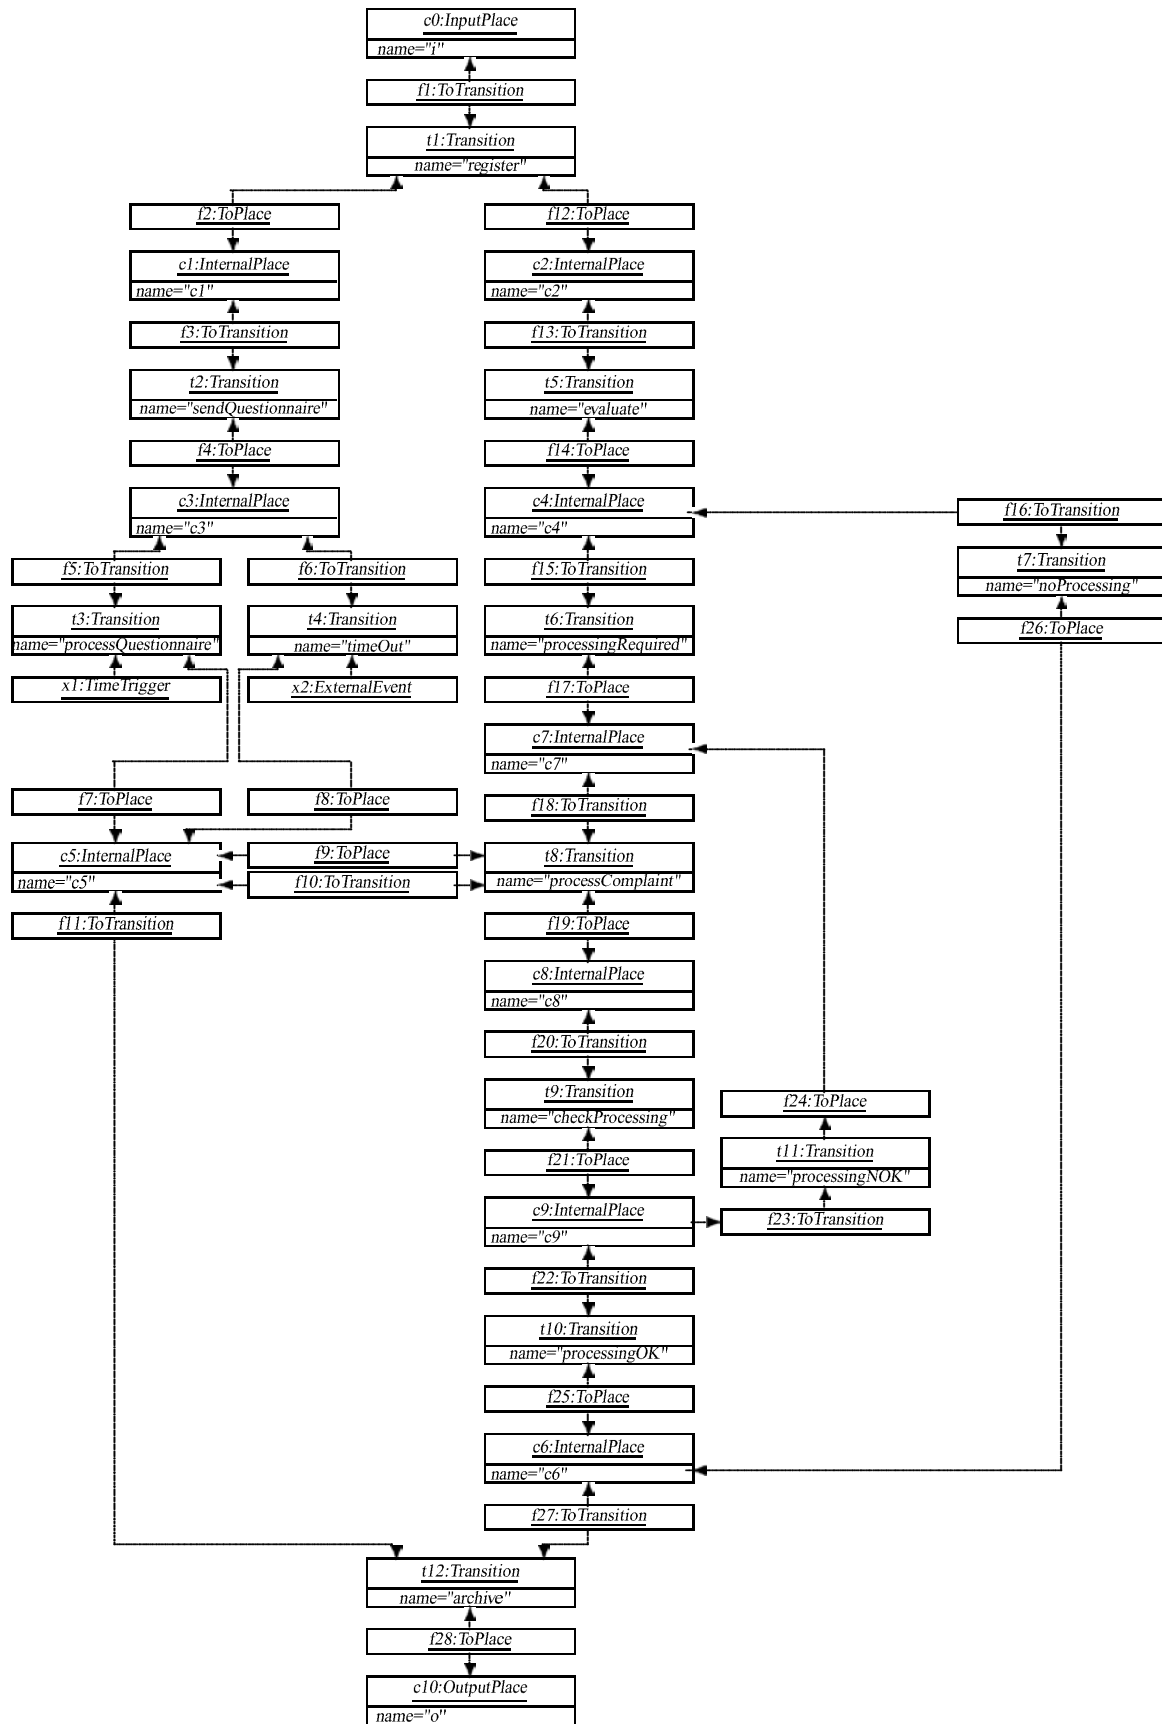 c0:InputPlace
name="i"
f1:ToTransition
t1:Transition
name="register"
f2:ToPlace
f12:ToPlace
c1:InternalPlace
name="c1"
c2:InternalPlace
name="c2"
f3:ToTransition
f13:ToTransition
t2:Transition
name="sendQuestionnaire"
t5:Transition
name="evaluate"
f4:ToPlace
f14:ToPlace
c3:InternalPlace
name="c3"
c4:InternalPlace
name="c4"
f16:ToTransition
f5:ToTransition
f6:ToTransition
f15:ToTransition
t7:Transition
name="noProcessing"
t3:Transition
name="processQuestionnaire"
t4:Transition
name="timeOut"
t6:Transition
name="processingRequired"
f26:ToPlace
x1:TimeTrigger
x2:ExternalEvent
f17:ToPlace
c7:InternalPlace
name="c7"
f7:ToPlace
f8:ToPlace
f18:ToTransition
c5:InternalPlace
name="c5"
f9:ToPlace
f10:ToTransition
t8:Transition
name="processComplaint"
f11:ToTransition
f19:ToPlace
c8:InternalPlace
name="c8"
f20:ToTransition
t9:Transition
name="checkProcessing"
f24:ToPlace
f21:ToPlace
t11:Transition
name="processingNOK"
c9:InternalPlace
name="c9"
f23:ToTransition
f22:ToTransition
t10:Transition
name="processingOK"
f25:ToPlace
c6:InternalPlace
name="c6"
f27:ToTransition
t12:Transition
name="archive"
f28:ToPlace
c10:OutputPlace
name="o"